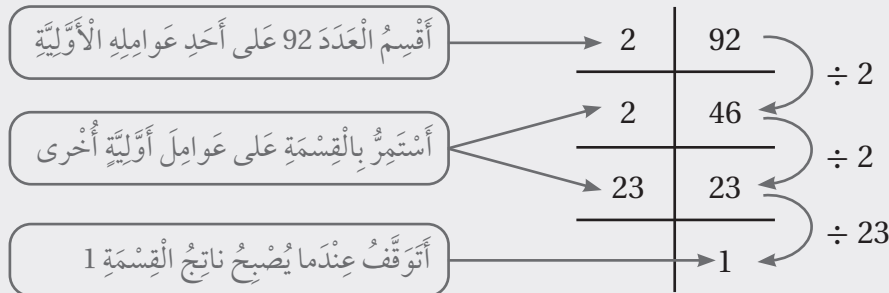 أَقْسِمُ الْعَدَدَ 92 عَلى أَحَدِ عَوامِلِهِ الْأَوَّلِيَّةِ
2 92
÷ 2
أَسْتَمِرُّ بِالْقِسْمَةِ عَلى عَوامِلَ أَوَّلِيَّةٍ أُخْرى
2 46
÷ 2
23 23
÷ 23
أَتَوَقَّفُ عِنْدَما يُصْبِحُ ناتِجُ الْقِسْمَةِ 1
1